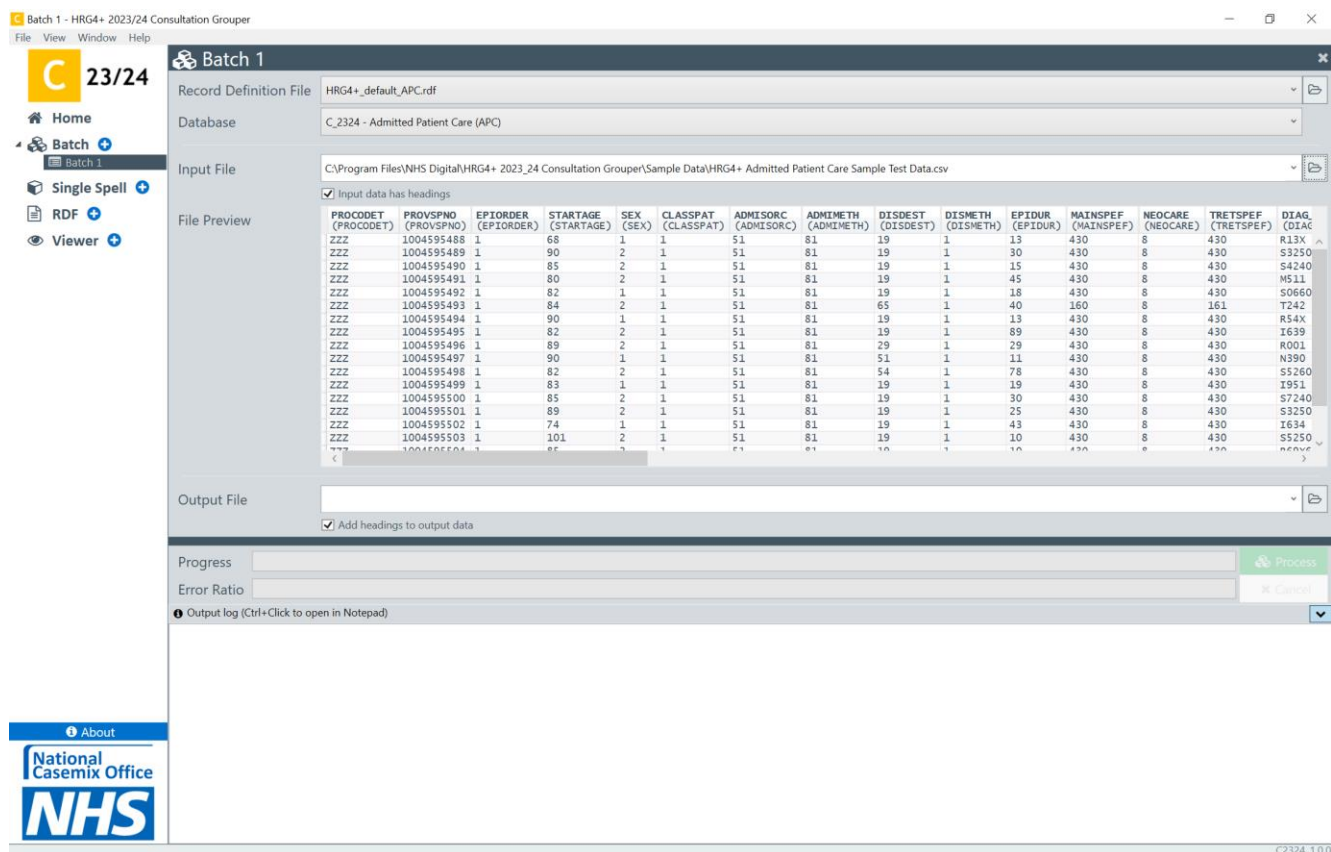 C Batch 1 - HRG4+ 2023/24 Consultation Grouper
File View Window Help
C 23/24
Home
Batch
Batch 1
Single Spell
RDF
Viewer
Batch 1
Record Definition File HRG4+_default_APC.rdf
Database C_2324 - Admitted Patient Care (APC)
Input File C:\Program Files\NHS Digital\HRG4+ 2023_24 Consultation Grouper\Sample Data\HRG4+ Admitted Patient Care Sample Test Data.csv
Input data has headings
File Preview
PROCODET PROVSPNO EPIORDER STARTAGE SEX CLASSPAT ADMISORC ADMIMETH DISDEST DISMETH EPIDUR MAINSPEF NEOCARE TRETSPEF DIAG_
(PROCODET) (PROVSPNO) (EPIORDER) (STARTAGE) (SEX) (CLASSPAT) (ADMISORC) (ADMIMETH) (DISDEST) (DISMETH) (EPIDUR) (MAINSPEF) (NEOCARE) (TRETSPEF) (DIAG
ZZZ 1004595488 1 68 1 1 51 81 19 1 13 430 8 430 R13X
ZZZ 1004595489 1 90 2 1 51 81 19 1 30 430 8 430 S3250
ZZZ 1004595490 1 85 2 1 51 81 19 1 15 430 8 430 S4240
ZZZ 1004595491 1 80 2 1 51 81 19 1 45 430 8 430 M511
ZZZ 1004595492 1 82 1 1 51 81 19 1 18 430 8 430 S0660
ZZZ 1004595493 1 84 2 1 51 81 65 1 40 160 8 161 T242
ZZZ 1004595494 1 90 1 1 51 81 19 1 13 430 8 430 R54X
ZZZ 1004595495 1 82 2 1 51 81 19 1 89 430 8 430 I639
ZZZ 1004595496 1 89 2 1 51 81 29 1 29 430 8 430 R001
ZZZ 1004595497 1 90 1 1 51 81 51 1 11 430 8 430 N390
ZZZ 1004595498 1 82 2 1 51 81 54 1 78 430 8 430 S5260
ZZZ 1004595499 1 83 1 1 51 81 19 1 19 430 8 430 I951
ZZZ 1004595500 1 85 2 1 51 81 19 1 30 430 8 430 S7240
ZZZ 1004595501 1 89 2 1 51 81 19 1 25 430 8 430 S3250
ZZZ 1004595502 1 74 1 1 51 81 19 1 43 430 8 430 I634
ZZZ 1004595503 1 101 2 1 51 81 19 1 10 430 8 430 S5250
Output File
Add headings to output data
Progress
Process
Error Ratio
Cancel
Output log (Ctrl+Click to open in Notepad)
About
National
Casemix Office
NHS
C2324_1.0.0